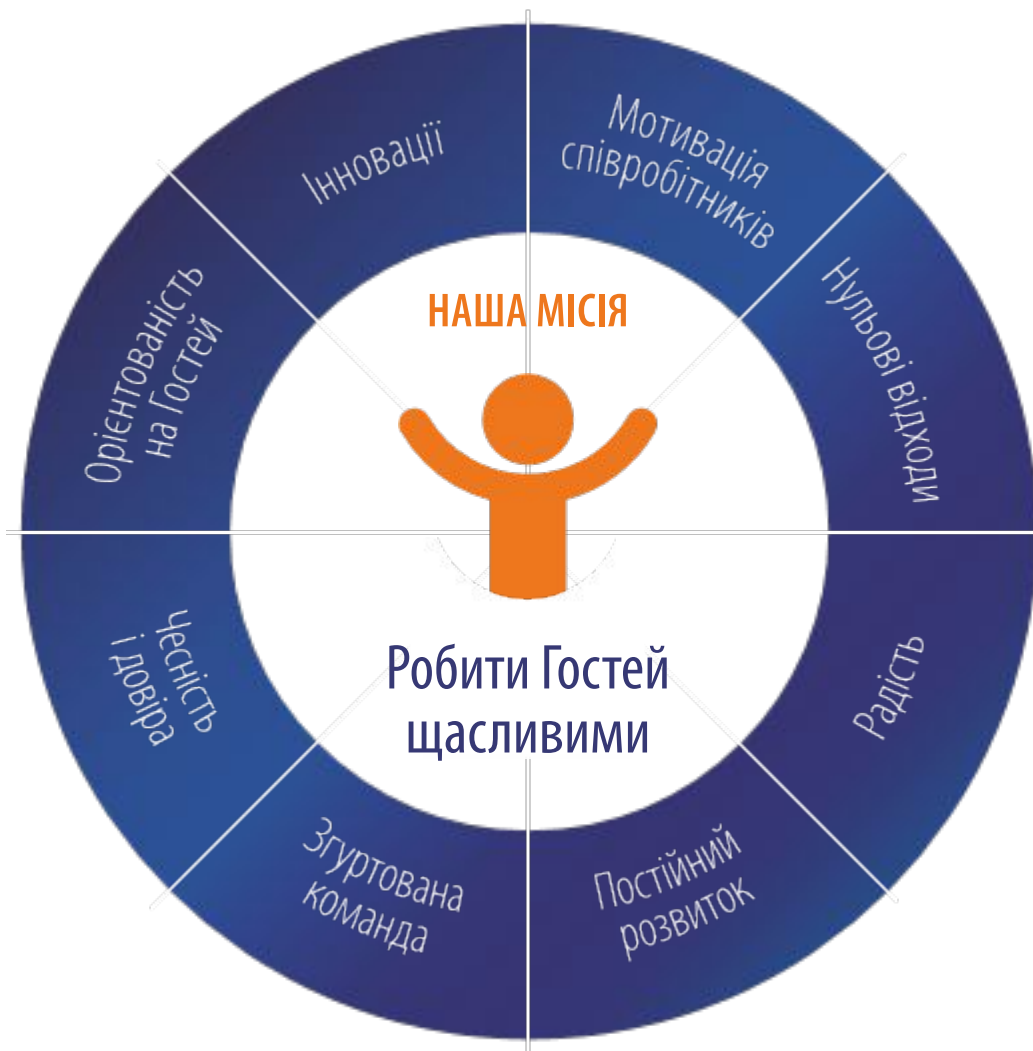 НАША МІСІЯ
Робити Гостей
щасливими
Мотивація
співробітників
Нульові відходи
Радість
Постійний
розвиток
Згуртована
команда
Чесність
і довіра
Орієнтованість
на Гостей
Інновації